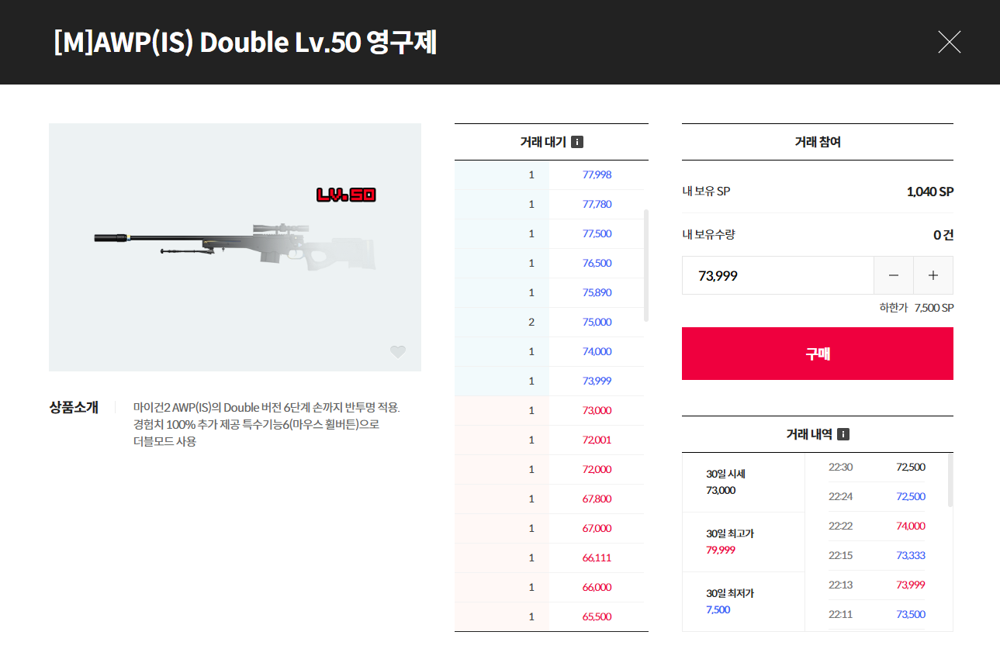 [M]AWP(IS) Double Lv.50 영구제
LV.50
상품소개
마이건2 AWP(IS)의 Double 버전 6단계 손까지 반투명 적용.
경험치 100% 추가 제공 특수기능6(마우스 휠버튼)으로
더블모드 사용
거래 대기 i
1 77,998
1 77,780
1 77,500
1 76,500
1 75,890
2 75,000
1 74,000
1 73,999
1 73,000
1 72,001
1 72,000
1 67,800
1 67,000
1 66,111
1 66,000
1 65,500
거래 참여
내 보유 SP 1,040 SP
내 보유수량 0 건
73,999 − +
하한가 7,500 SP
구매
거래 내역 i
30일 시세
73,000
30일 최고가
79,999
30일 최저가
7,500
22:30 72,500
22:24 72,500
22:22 74,000
22:15 73,333
22:13 73,999
22:11 73,500